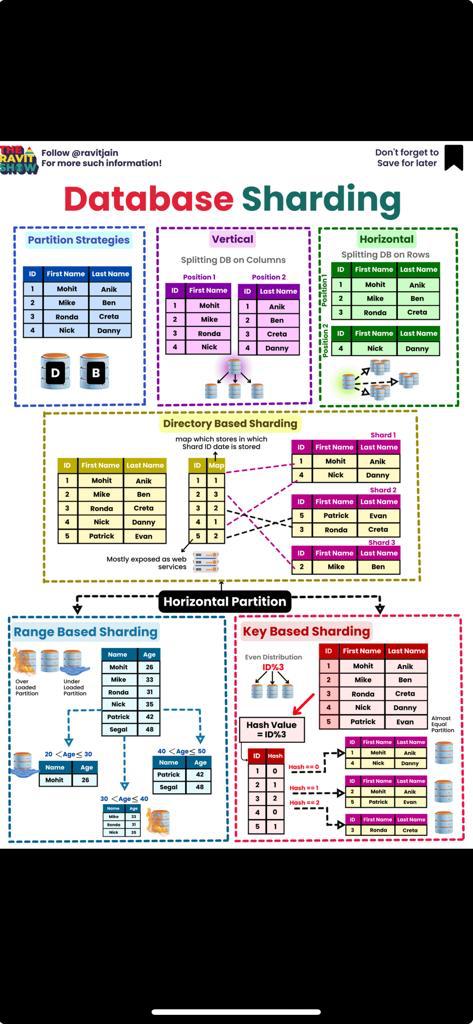 THE
RAVIT
SHOW
Follow @ravitjain
For more such information!
Don't forget to
Save for later
Database Sharding
Partition Strategies
ID First Name Last Name
1 Mohit Anik
2 Mike Ben
3 Ronda Creta
4 Nick Danny
D B
Vertical
Splitting DB on Columns
Position 1 Position 2
ID First Name ID Last Name
1 Mohit 1 Anik
2 Mike 2 Ben
3 Ronda 3 Creta
4 Nick 4 Danny
Horizontal
Splitting DB on Rows
Position 1
ID First Name Last Name
1 Mohit Anik
2 Mike Ben
3 Ronda Creta
Position 2
ID First Name Last Name
4 Nick Danny
Directory Based Sharding
map which stores in which
Shard ID date is stored
ID First Name Last Name
1 Mohit Anik
2 Mike Ben
3 Ronda Creta
4 Nick Danny
5 Patrick Evan
ID Map
1 1
2 3
3 2
4 1
5 2
Mostly exposed as web
services
Shard 1
ID First Name Last Name
1 Mohit Anik
4 Nick Danny
Shard 2
ID First Name Last Name
5 Patrick Evan
3 Ronda Creta
Shard 3
ID First Name Last Name
2 Mike Ben
Horizontal Partition
Range Based Sharding
Over
Loaded
Partition
Under
Loaded
Partition
Name Age
Mohit 26
Mike 33
Ronda 31
Nick 35
Patrick 42
Segal 48
20 <Age≤ 30
Name Age
Mohit 26
30 <Age≤ 40
Name Age
Mike 33
Ronda 31
Nick 35
40 <Age≤ 50
Name Age
Patrick 42
Segal 48
Key Based Sharding
Even Distribution
ID%3
ID First Name Last Name
1 Mohit Anik
2 Mike Ben
3 Ronda Creta
4 Nick Danny
5 Patrick Evan
Hash Value
= ID%3
Almost
Equal
Partition
ID Hash
1 0
2 1
3 2
4 0
5 1
Hash == 0
ID First Name Last Name
1 Mohit Anik
4 Nick Danny
Hash == 1
ID First Name Last Name
2 Mohit Anik
5 Patrick Evan
Hash == 2
ID First Name Last Name
3 Ronda Creta